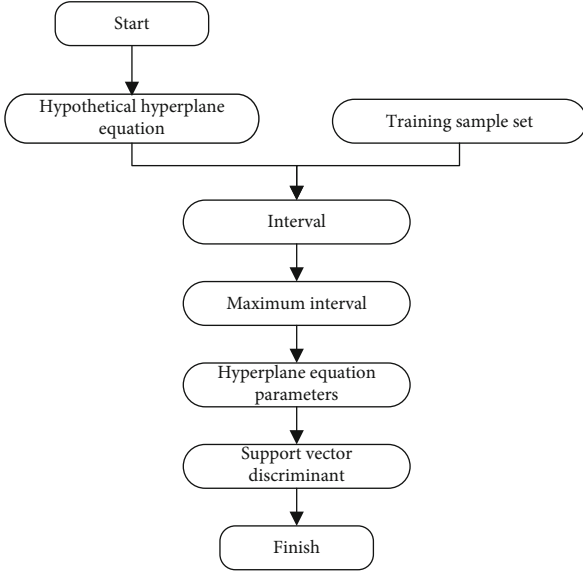 Start
Hypothetical hyperplane
equation
Training sample set
Interval
Maximum interval
Hyperplane equation
parameters
Support vector
discriminant
Finish